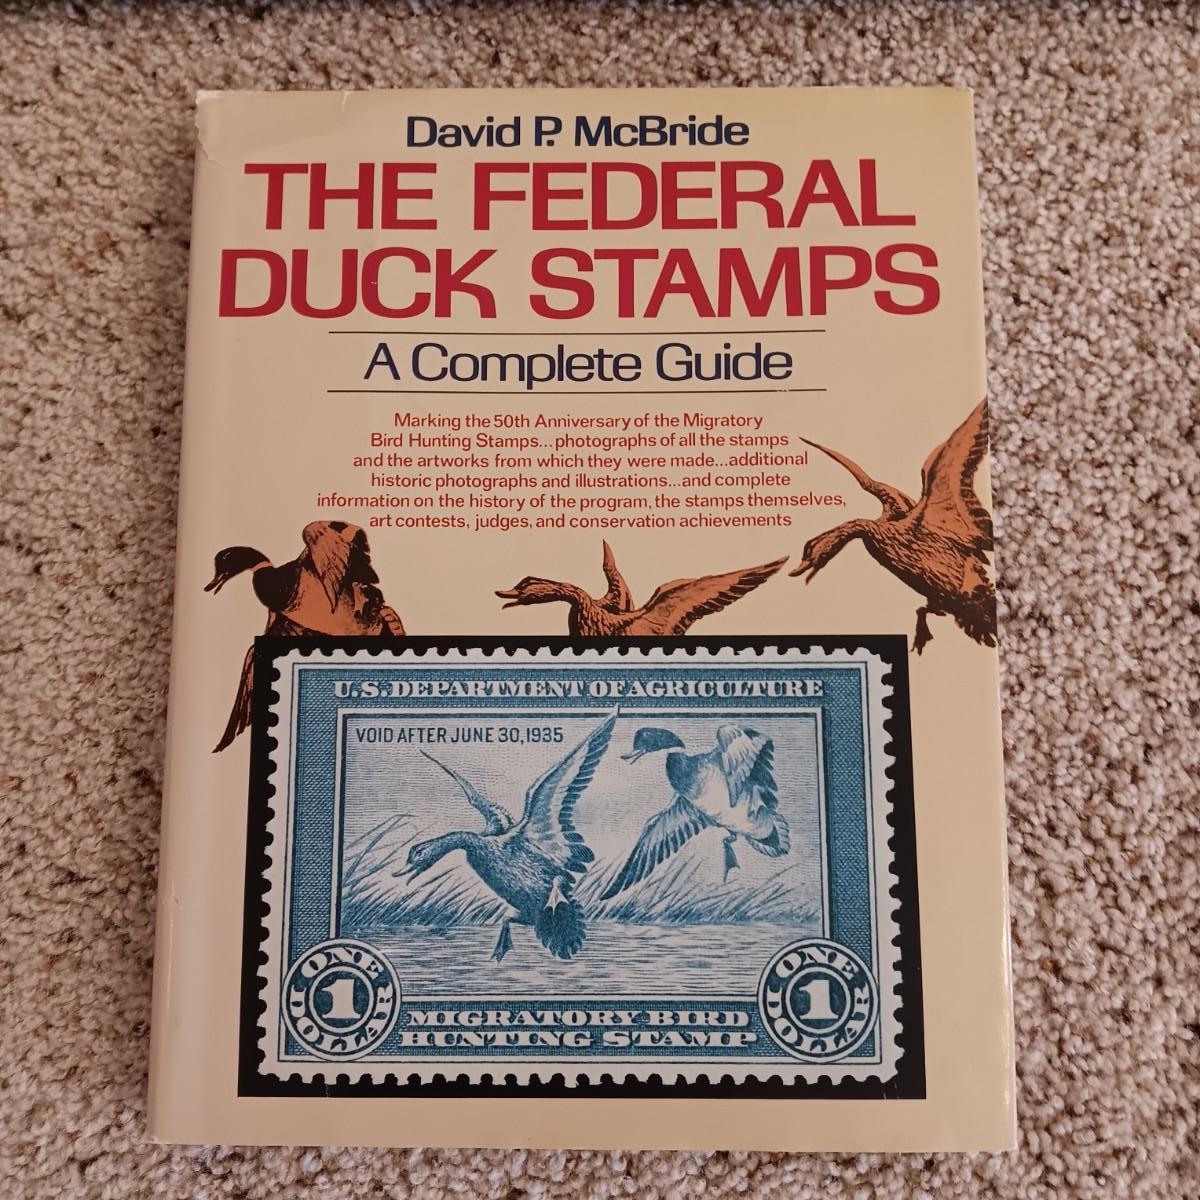 David P. McBride
THE FEDERAL
DUCK STAMPS
A Complete Guide
Marking the 50th Anniversary of the Migratory
Bird Hunting Stamps...photographs of all the stamps
and the artworks from which they were made...additional
historic photographs and illustrations...and complete
information on the history of the program, the stamps themselves,
art contests, judges, and conservation achievements
U.S. DEPARTMENT OF AGRICULTURE
VOID AFTER JUNE 30, 1935
ONE
1
DOLLAR
ONE
1
DOLLAR
MIGRATORY BIRD
HUNTING STAMP